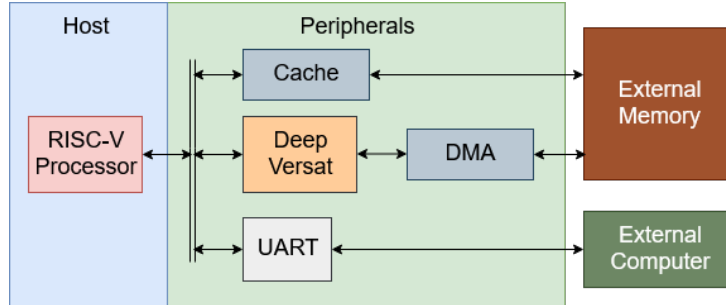 Host
Peripherals
Cache
External
Memory
RISC-V
Processor
Deep
Versat
DMA
UART
External
Computer